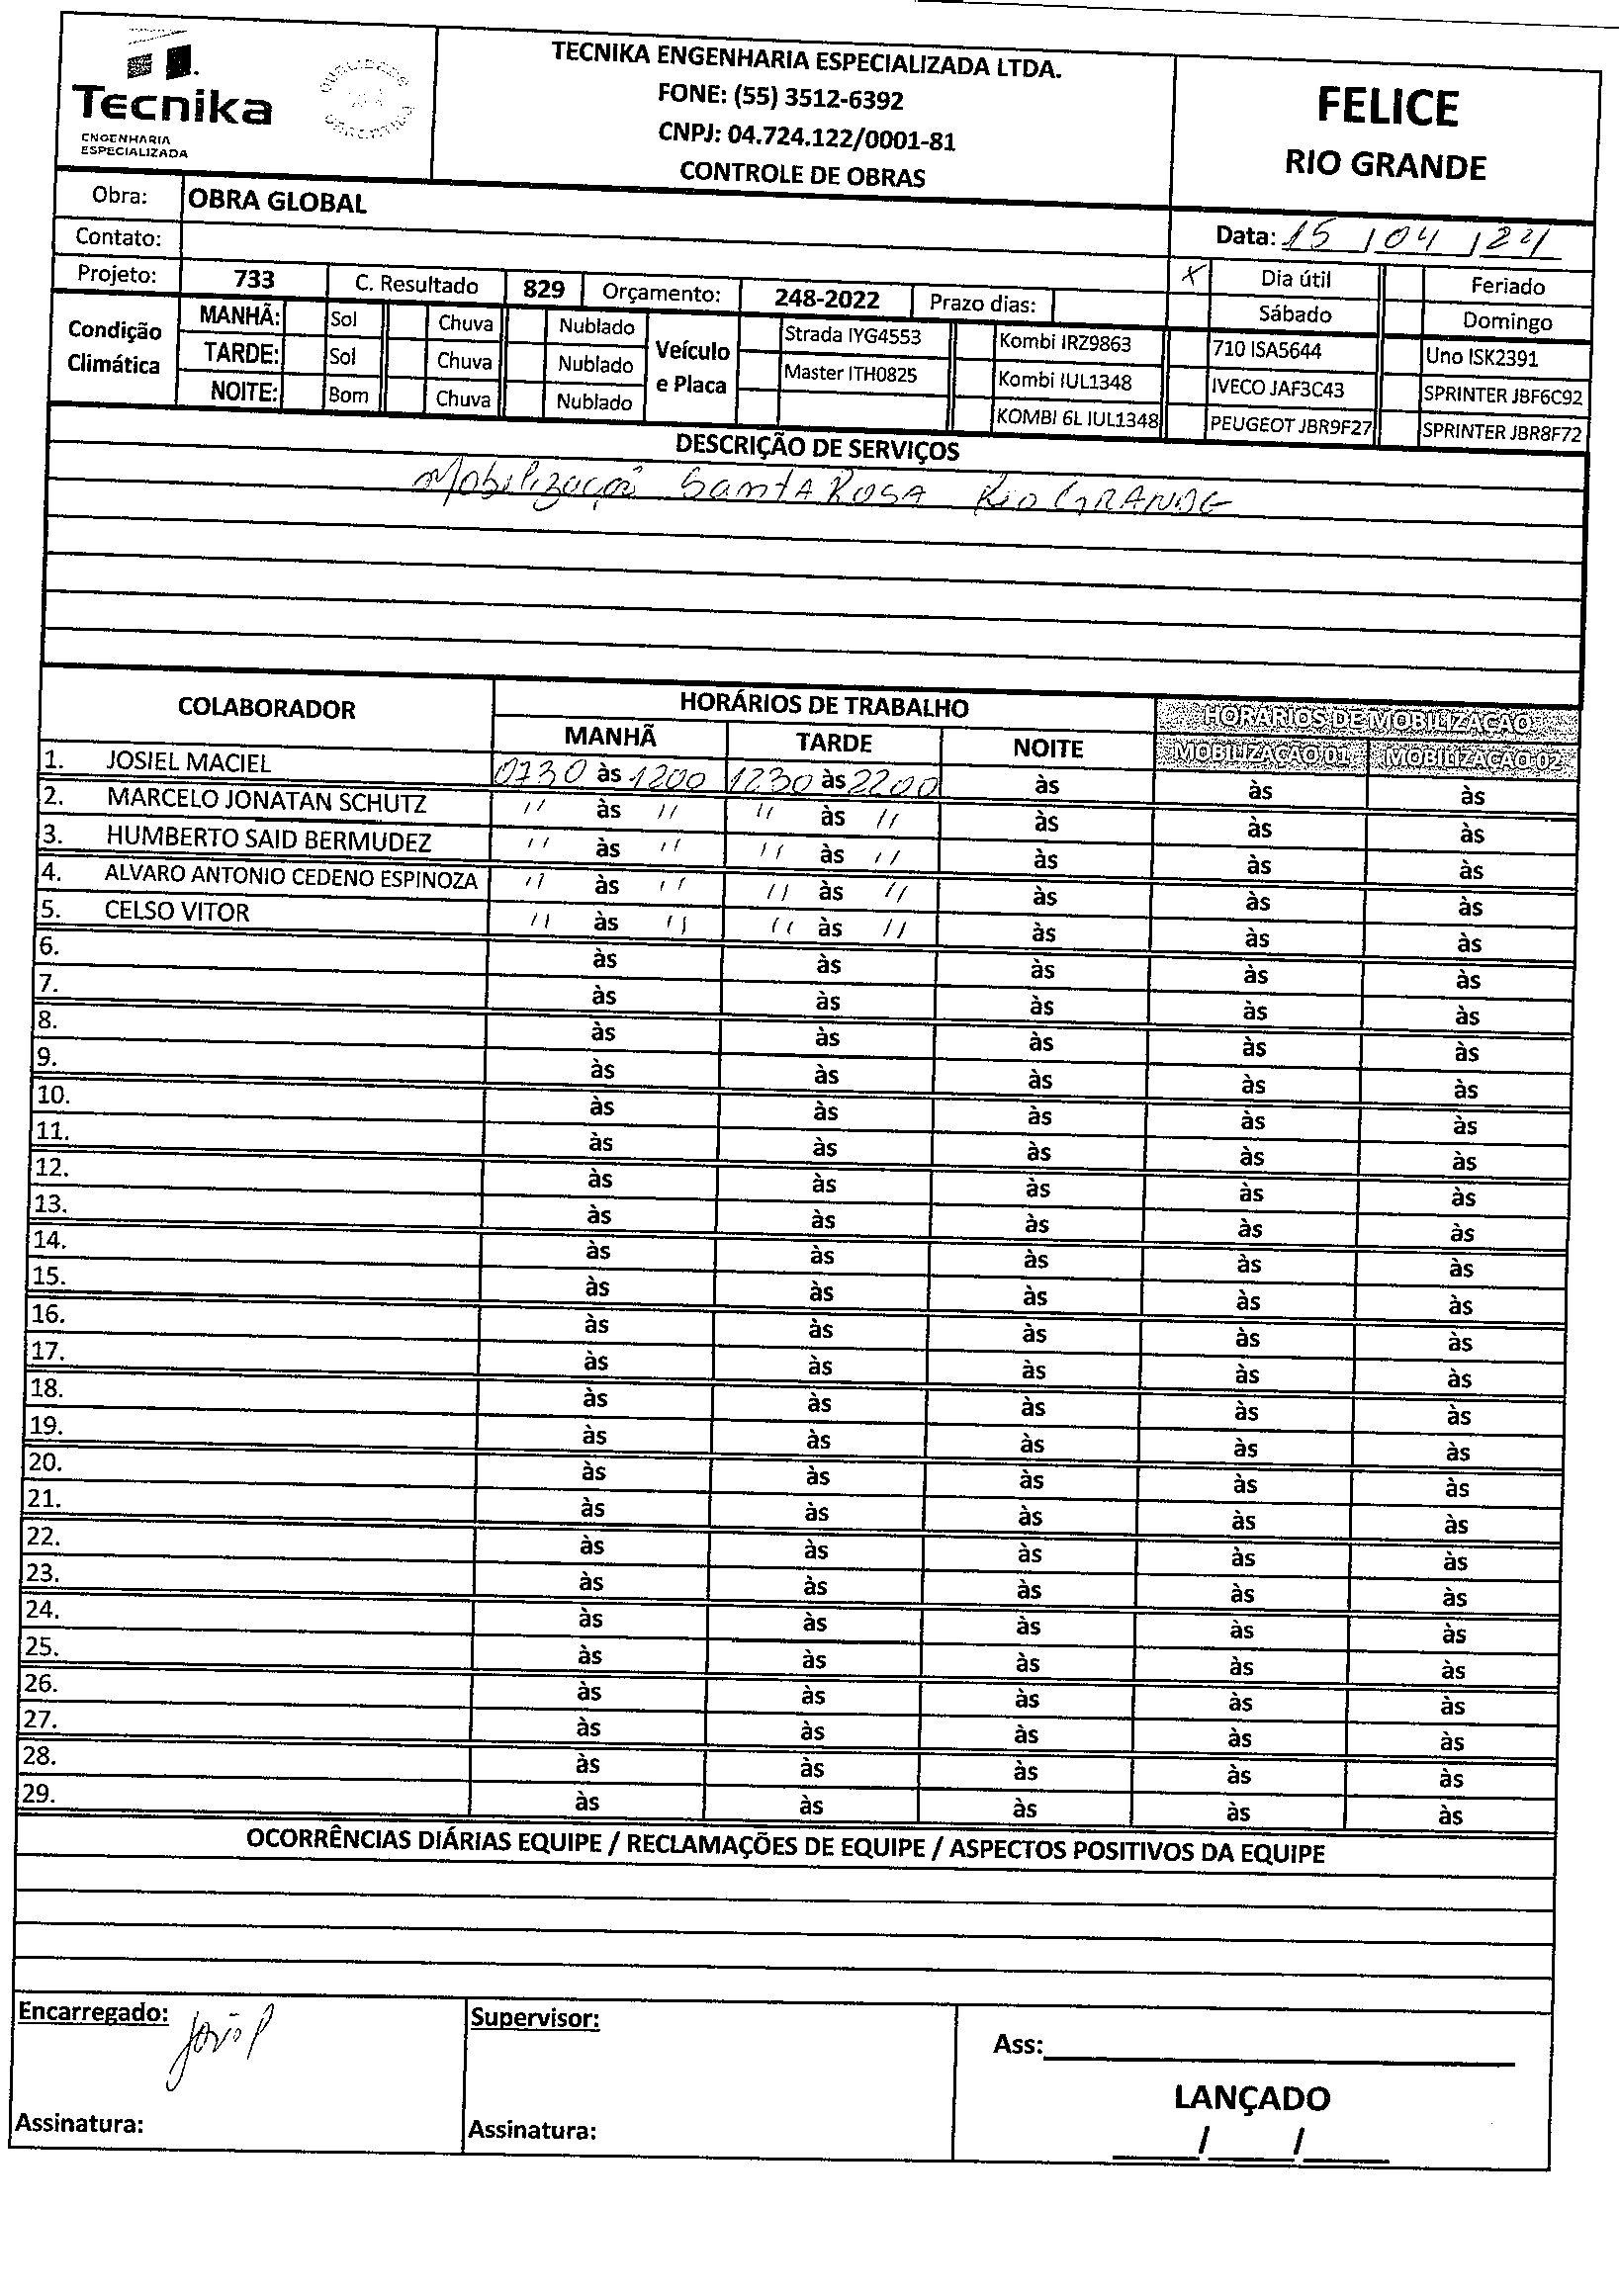 Tecnika
ENGENHARIA
ESPECIALIZADA
TECNIKA ENGENHARIA ESPECIALIZADA LTDA.
FONE: (55) 3512-6392
CNPJ: 04.724.122/0001-81
CONTROLE DE OBRAS
FELICE
RIO GRANDE
Obra: OBRA GLOBAL
Contato:
Data: 15 / 04 / 24
Projeto: 733 C. Resultado 829 Orçamento: 248-2022 Prazo dias: X Dia útil Feriado
Sábado Domingo
Condição Climática
MANHÃ: Sol Chuva Nublado
TARDE: Sol Chuva Nublado
NOITE: Bom Chuva Nublado
Veículo e Placa
Strada IYG4553 Kombi IRZ9863 710 ISA5644 Uno ISK2391
Master ITH0825 Kombi IUL1348 IVECO JAF3C43 SPRINTER JBF6C92
KOMBI 6L IUL1348 PEUGEOT JBR9F27 SPRINTER JBR8F72
DESCRIÇÃO DE SERVIÇOS
Mobilização SANTA ROSA RIO GRANDE
COLABORADOR HORÁRIOS DE TRABALHO HORÁRIOS DE MOBILIZAÇÃO
MANHÃ TARDE NOITE MOBILIZAÇÃO 01 MOBILIZAÇÃO 02
1. JOSIEL MACIEL 0730 às 1200 1230 às 2200 às às às
2. MARCELO JONATAN SCHUTZ " às " " às " às às às
3. HUMBERTO SAID BERMUDEZ " às " " às " às às às
4. ALVARO ANTONIO CEDENO ESPINOZA " às " " às " às às às
5. CELSO VITOR " às " " às " às às às
6. às às às às às
7. às às às às às
8. às às às às às
9. às às às às às
10. às às às às às
11. às às às às às
12. às às às às às
13. às às às às às
14. às às às às às
15. às às às às às
16. às às às às às
17. às às às às às
18. às às às às às
19. às às às às às
20. às às às às às
21. às às às às às
22. às às às às às
23. às às às às às
24. às às às às às
25. às às às às às
26. às às às às às
27. às às às às às
28. às às às às às
29. às às às às às
OCORRÊNCIAS DIÁRIAS EQUIPE / RECLAMAÇÕES DE EQUIPE / ASPECTOS POSITIVOS DA EQUIPE
Encarregado:
Supervisor:
Ass:
LANÇADO
/ /
Assinatura:
Assinatura: